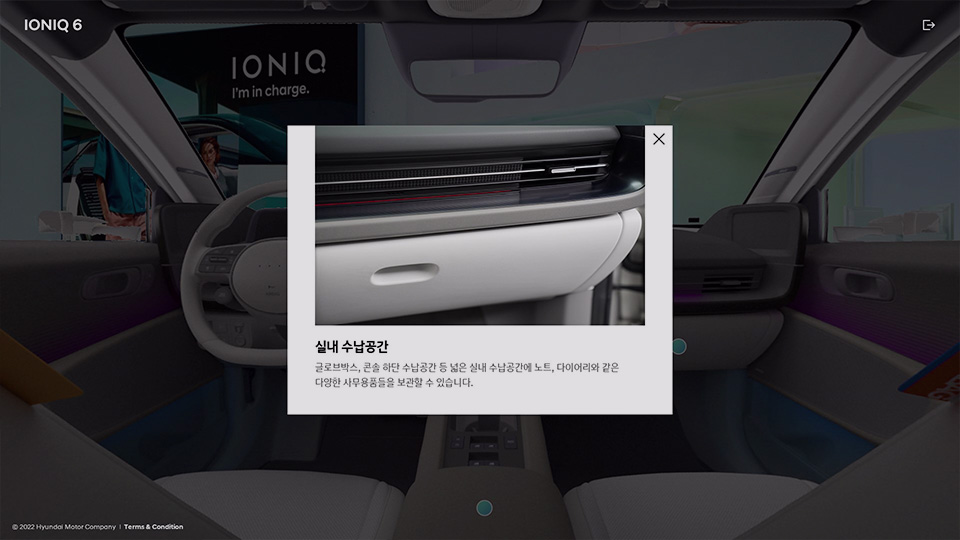 IONIQ 6
IONIQ
I'm in charge.
실내 수납공간
글로브박스, 콘솔 하단 수납공간 등 넓은 실내 수납공간에 노트, 다이어리와 같은
다양한 사무용품들을 보관할 수 있습니다.
© 2022 Hyundai Motor Company | Terms & Condition